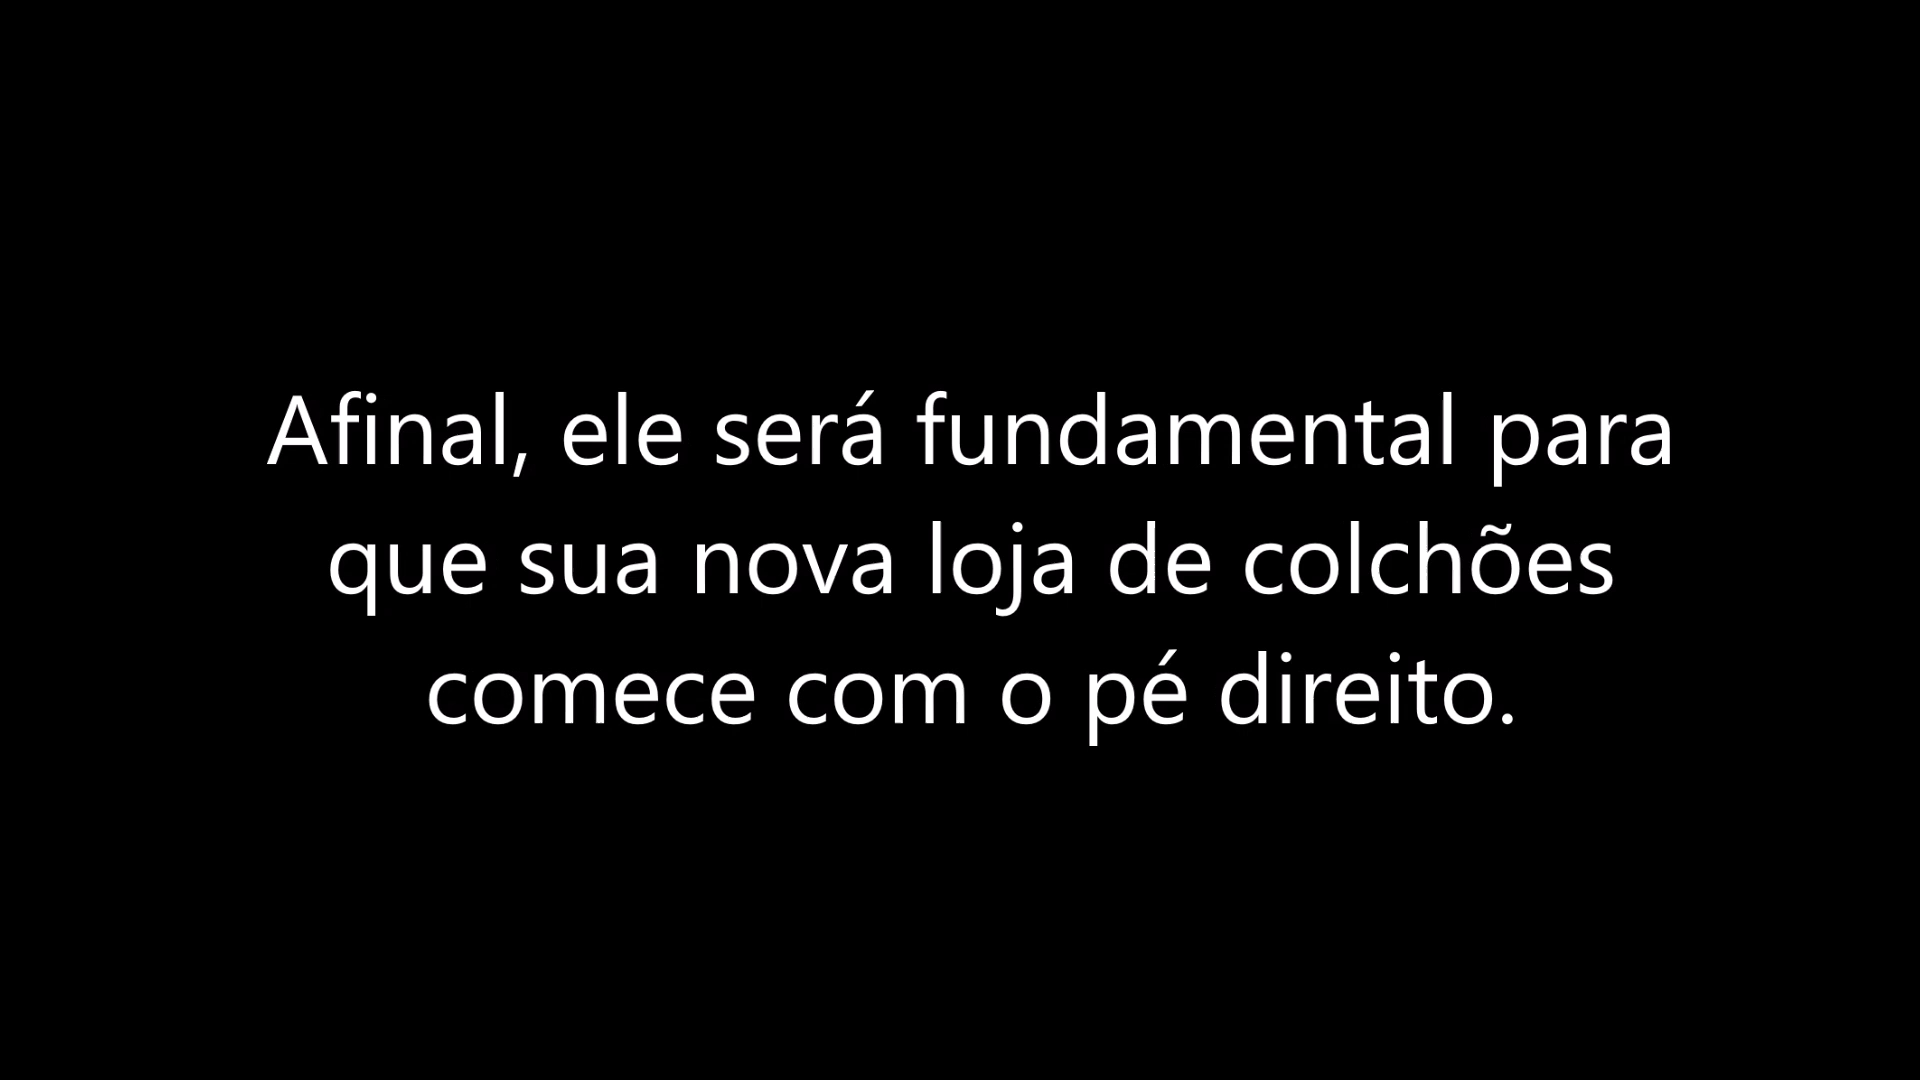 Afinal, ele será fundamental para
que sua nova loja de colchões
comece com o pé direito.